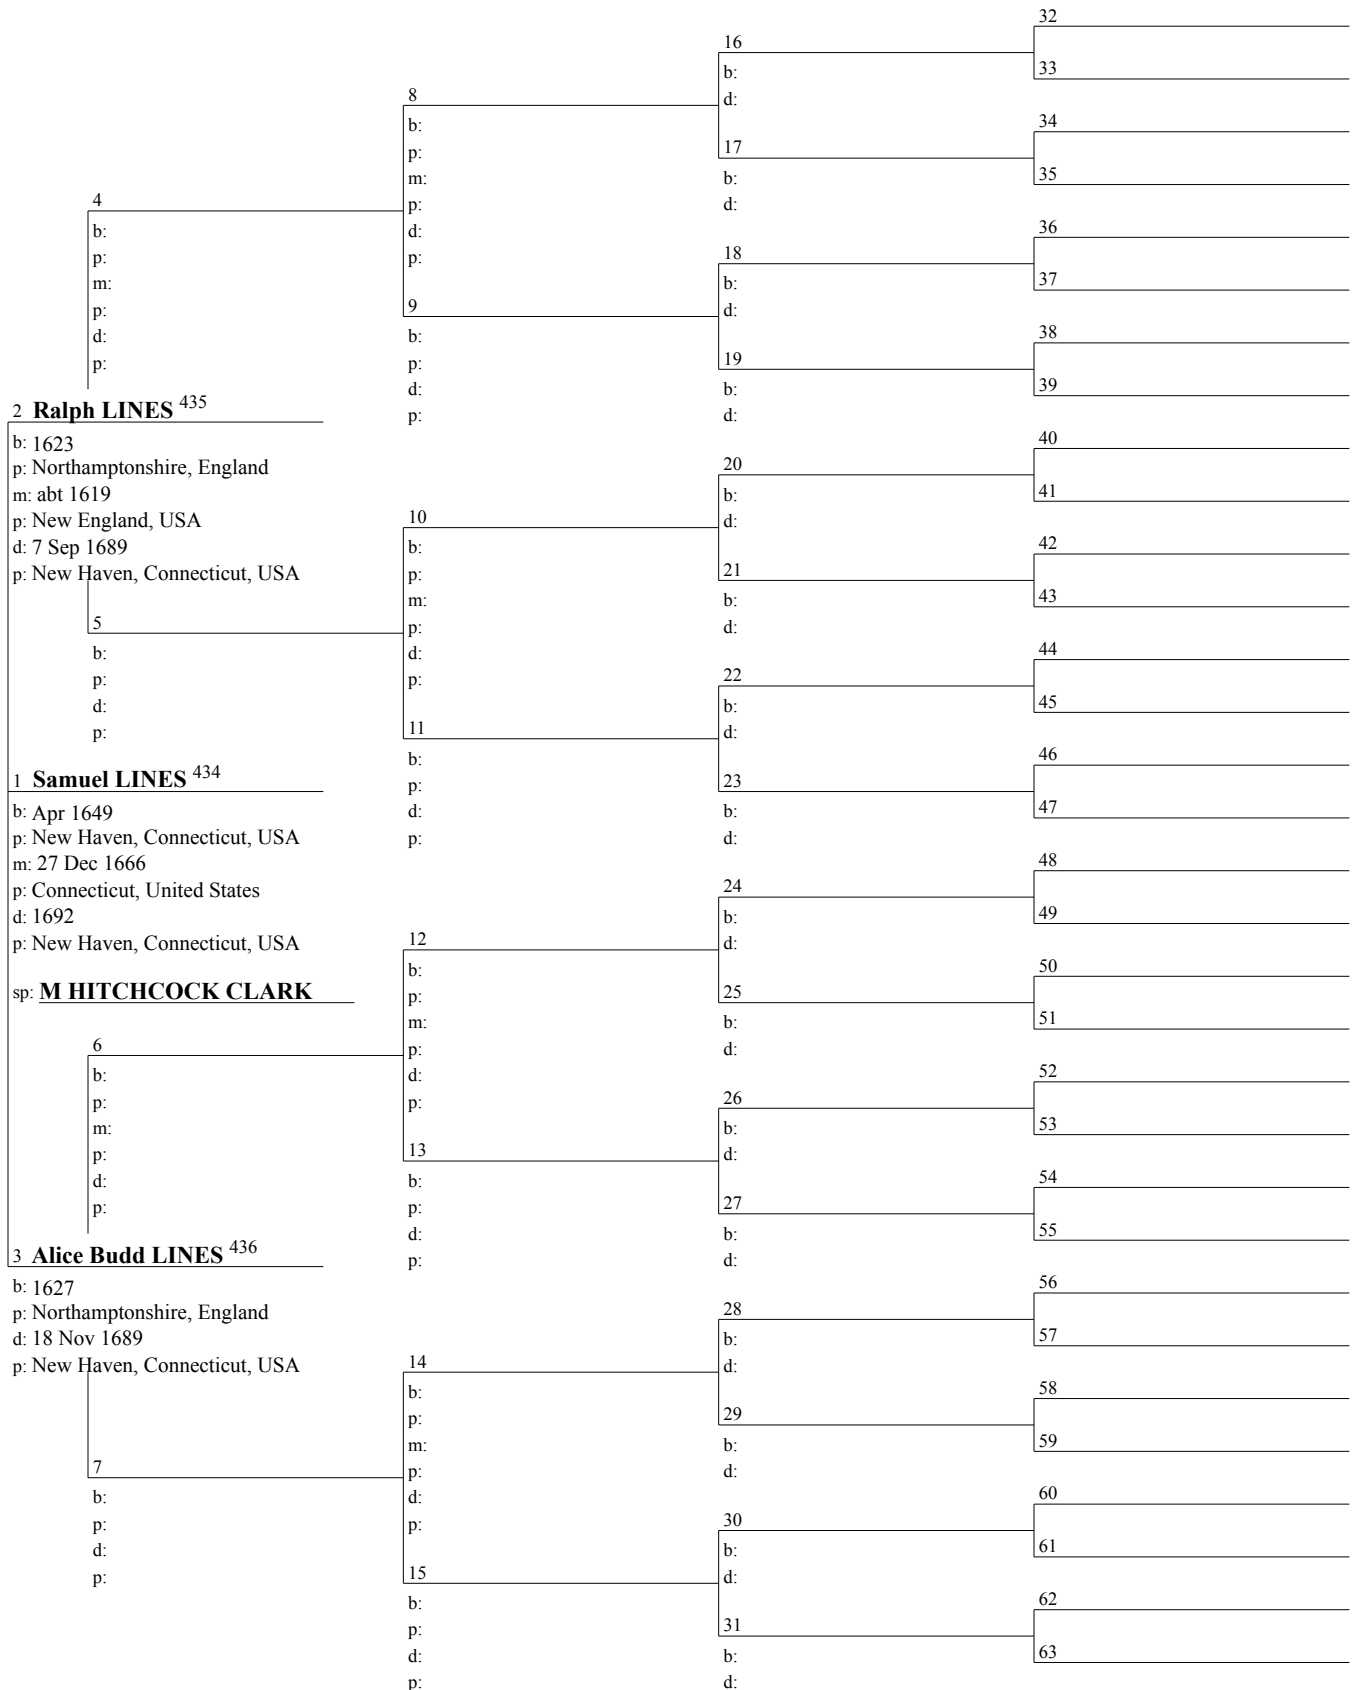 4
b:
p:
m:
p:
d:
p:
2 Ralph LINES 435
b: 1623
p: Northamptonshire, England
m: abt 1619
p: New England, USA
d: 7 Sep 1689
p: New Haven, Connecticut, USA
5
b:
p:
d:
p:
1 Samuel LINES 434
b: Apr 1649
p: New Haven, Connecticut, USA
m: 27 Dec 1666
p: Connecticut, United States
d: 1692
p: New Haven, Connecticut, USA
sp: M HITCHCOCK CLARK
6
b:
p:
m:
p:
d:
p:
3 Alice Budd LINES 436
b: 1627
p: Northamptonshire, England
d: 18 Nov 1689
p: New Haven, Connecticut, USA
7
b:
p:
d:
p:
8
b:
p:
m:
p:
d:
p:
9
b:
p:
d:
p:
10
b:
p:
m:
p:
d:
p:
11
b:
p:
d:
p:
12
b:
p:
m:
p:
d:
p:
13
b:
p:
d:
p:
14
b:
p:
m:
p:
d:
p:
15
b:
p:
d:
p:
16
b:
d:
17
b:
d:
18
b:
d:
19
b:
d:
20
b:
d:
21
b:
d:
22
b:
d:
23
b:
d:
24
b:
d:
25
b:
d:
26
b:
d:
27
b:
d:
28
b:
d:
29
b:
d:
30
b:
d:
31
b:
d:
32
33
34
35
36
37
38
39
40
41
42
43
44
45
46
47
48
49
50
51
52
53
54
55
56
57
58
59
60
61
62
63